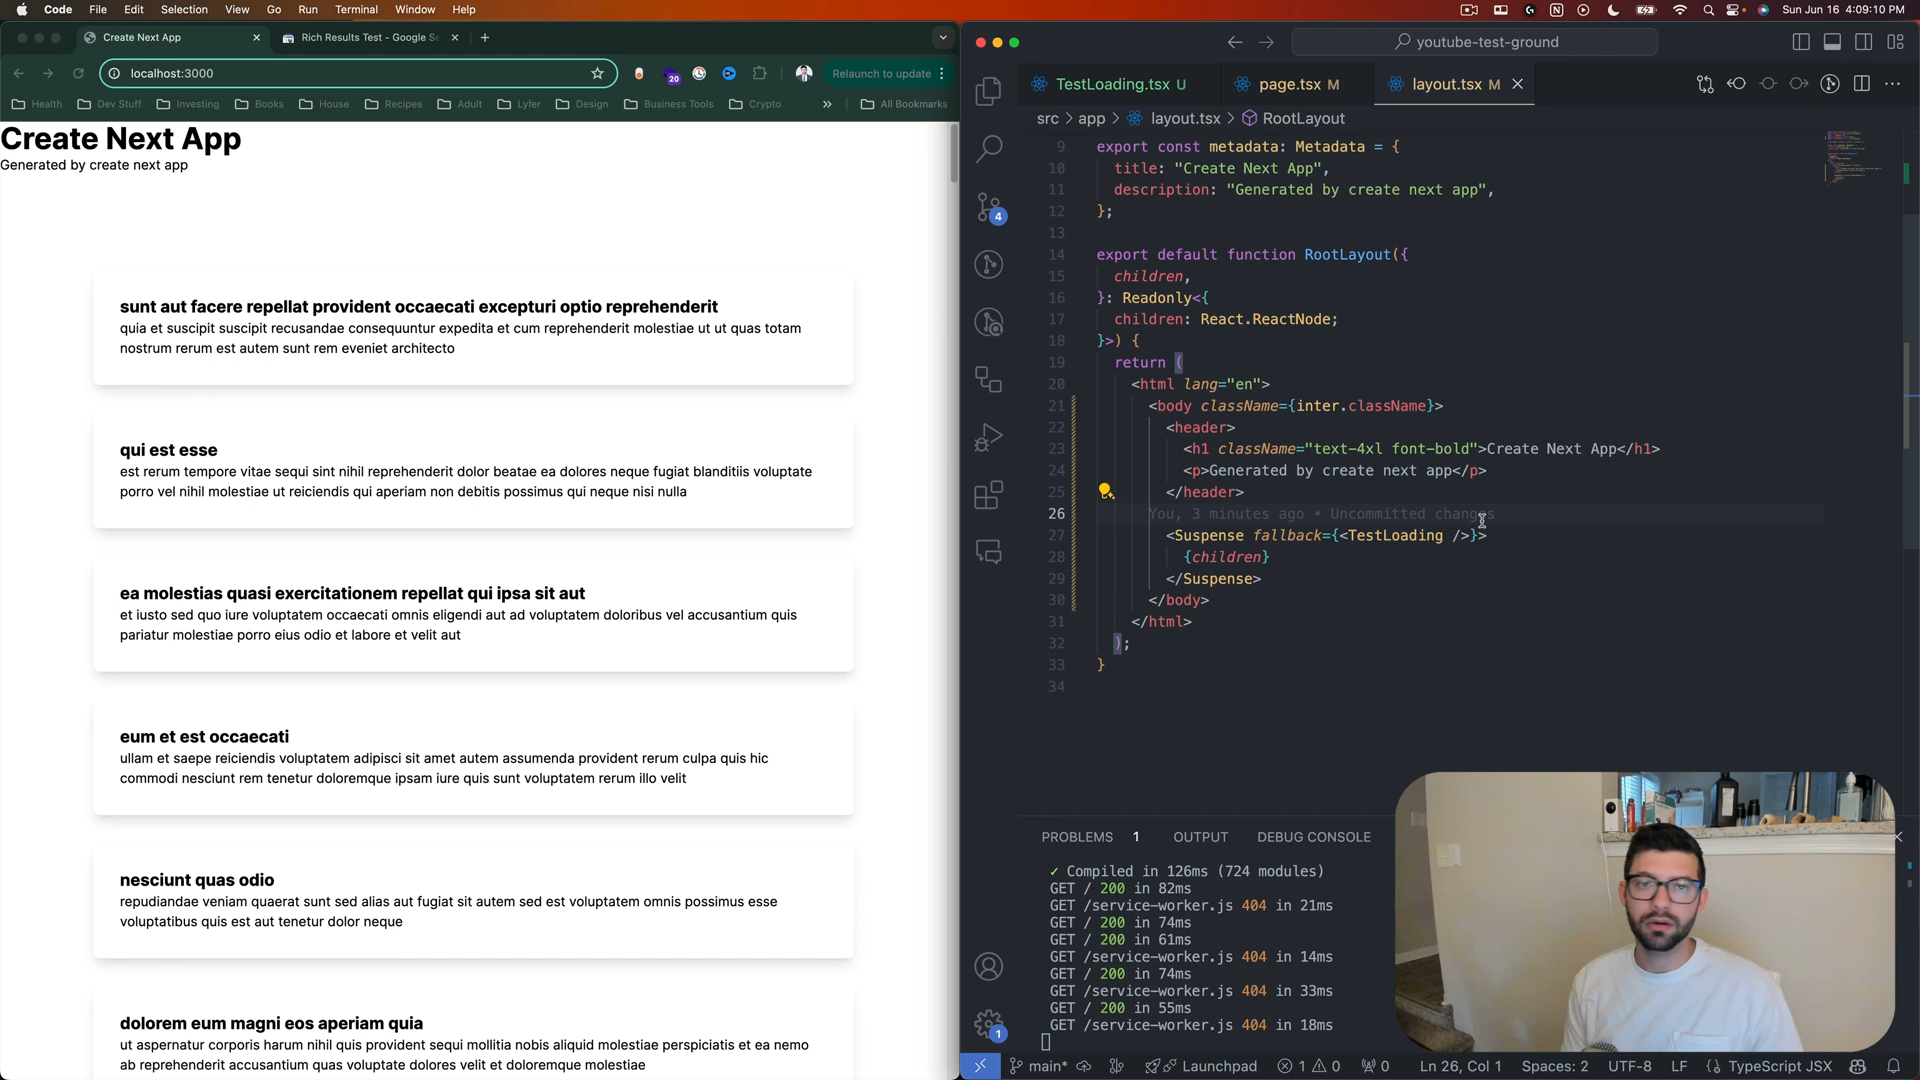 Code File Edit Selection View Go Run Terminal Window Help
Sun Jun 16 4:09:10 PM
Create Next App
Rich Results Test - Google Se
localhost:3000
20
Relaunch to update
Health Dev Stuff Investing Books House Recipes Adult Lyfer Design Business Tools Crypto » All Bookmarks
Create Next App
Generated by create next app
sunt aut facere repellat provident occaecati excepturi optio reprehenderit
quia et suscipit suscipit recusandae consequuntur expedita et cum reprehenderit molestiae ut ut quas totam
nostrum rerum est autem sunt rem eveniet architecto
qui est esse
est rerum tempore vitae sequi sint nihil reprehenderit dolor beatae ea dolores neque fugiat blanditiis voluptate
porro vel nihil molestiae ut reiciendis qui aperiam non debitis possimus qui neque nisi nulla
ea molestias quasi exercitationem repellat qui ipsa sit aut
et iusto sed quo iure voluptatem occaecati omnis eligendi aut ad voluptatem doloribus vel accusantium quis
pariatur molestiae porro eius odio et labore et velit aut
eum et est occaecati
ullam et saepe reiciendis voluptatem adipisci sit amet autem assumenda provident rerum culpa quis hic
commodi nesciunt rem tenetur doloremque ipsam iure quis sunt voluptatem rerum illo velit
nesciunt quas odio
repudiandae veniam quaerat sunt sed alias aut fugiat sit autem sed est voluptatem omnis possimus esse
voluptatibus quis est aut tenetur dolor neque
dolorem eum magni eos aperiam quia
ut aspernatur corporis harum nihil quis provident sequi mollitia nobis aliquid molestiae perspiciatis et ea nemo
ab reprehenderit accusantium quas voluptate dolores velit et doloremque molestiae
youtube-test-ground
TestLoading.tsx U
page.tsx M
layout.tsx M
src > app > layout.tsx > RootLayout
4
9 export const metadata: Metadata = {
10 title: "Create Next App",
11 description: "Generated by create next app",
12 };
13
14 export default function RootLayout({
15 children,
16 }: Readonly<{
17 children: React.ReactNode;
18 }>) {
19 return (
20 <html lang="en">
21 <body className={inter.className}>
22 <header>
23 <h1 className="text-4xl font-bold">Create Next App</h1>
24 <p>Generated by create next app</p>
25 </header>
26 You, 3 minutes ago • Uncommitted changes
27 <Suspense fallback={<TestLoading />}>
28 {children}
29 </Suspense>
30 </body>
31 </html>
32 );
33 }
34
PROBLEMS 1 OUTPUT DEBUG CONSOLE
✓ Compiled in 126ms (724 modules)
GET / 200 in 82ms
GET /service-worker.js 404 in 21ms
GET / 200 in 74ms
GET / 200 in 61ms
GET /service-worker.js 404 in 14ms
GET / 200 in 74ms
GET /service-worker.js 404 in 33ms
GET / 200 in 55ms
GET /service-worker.js 404 in 18ms
1
main* Launchpad 1 0 0 Ln 26, Col 1 Spaces: 2 UTF-8 LF {} TypeScript JSX